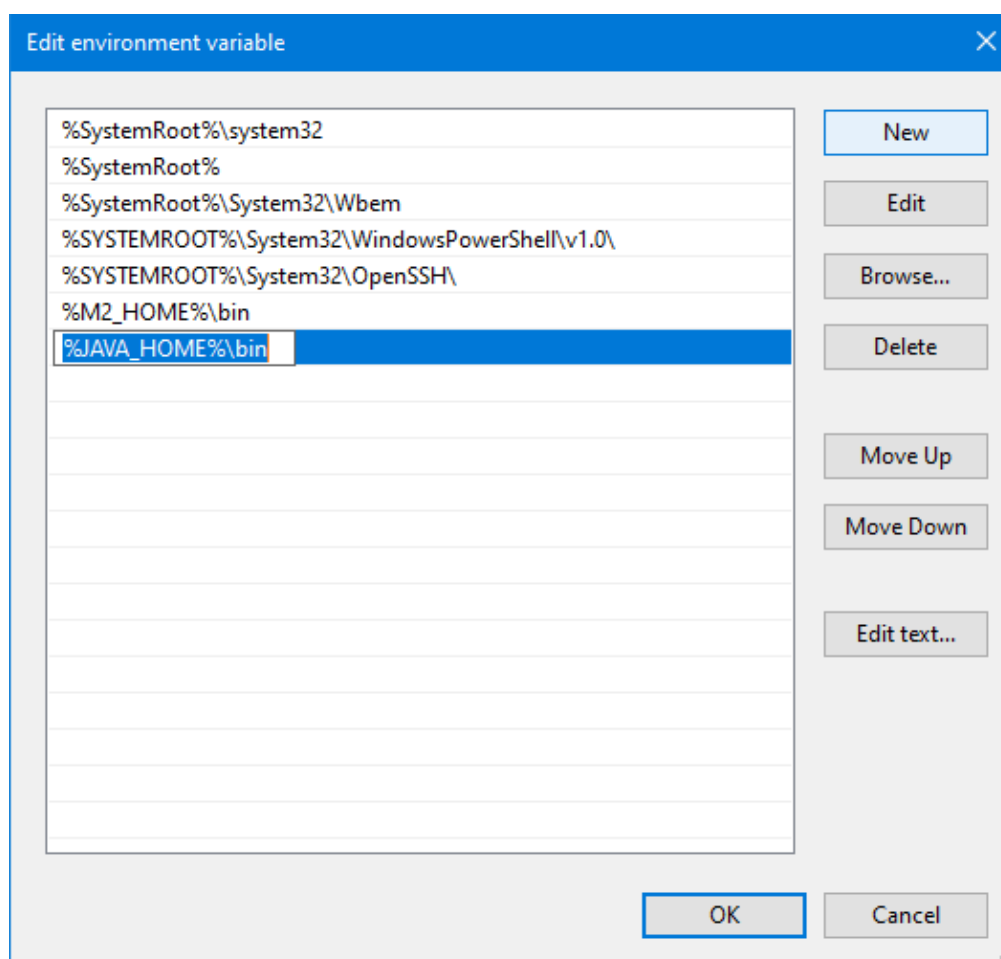 Edit environment variable
%SystemRoot%\system32
%SystemRoot%
%SystemRoot%\System32\Wbem
%SYSTEMROOT%\System32\WindowsPowerShell\v1.0\
%SYSTEMROOT%\System32\OpenSSH\
%M2_HOME%\bin
%JAVA_HOME%\bin
New
Edit
Browse...
Delete
Move Up
Move Down
Edit text...
OK
Cancel